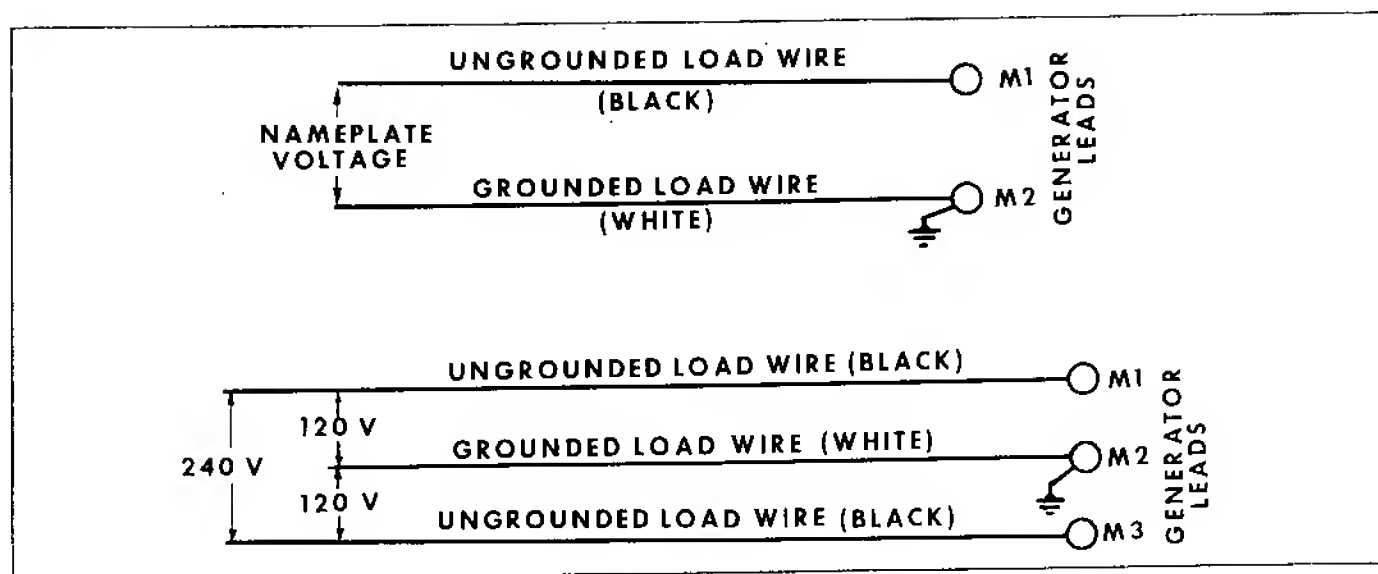 UNGROUNDED LOAD WIRE
(BLACK)
M1
NAMEPLATE
VOLTAGE
GROUNDED LOAD WIRE
(WHITE)
M2
GENERATOR
LEADS
UNGROUNDED LOAD WIRE (BLACK)
M1
120 V
GROUNDED LOAD WIRE (WHITE)
M2
240 V
120 V
UNGROUNDED LOAD WIRE (BLACK)
M3
GENERATOR
LEADS